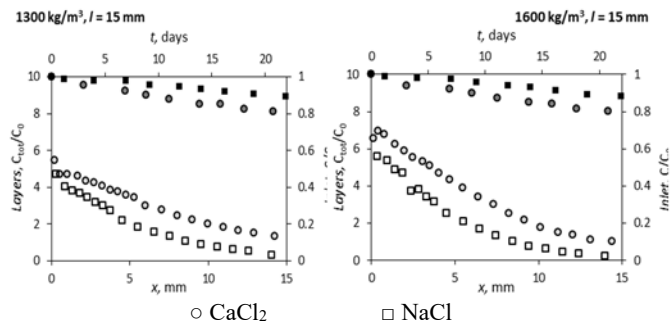 1300 kg/m³, l = 15 mm
t, days
0 5 10 15 20
10 8 6 4 2 0
Layers, Ctot/C0
1 0.8 0.6 0.4 0.2 0
0 5 10 15
x, mm
1600 kg/m³, l = 15 mm
t, days
0 5 10 15 20
10 8 6 4 2 0
Layers, Ctot/C0
1 0.8 0.6 0.4 0.2 0
Inlet, C/C0
0 5 10 15
x, mm
○ CaCl₂ □ NaCl